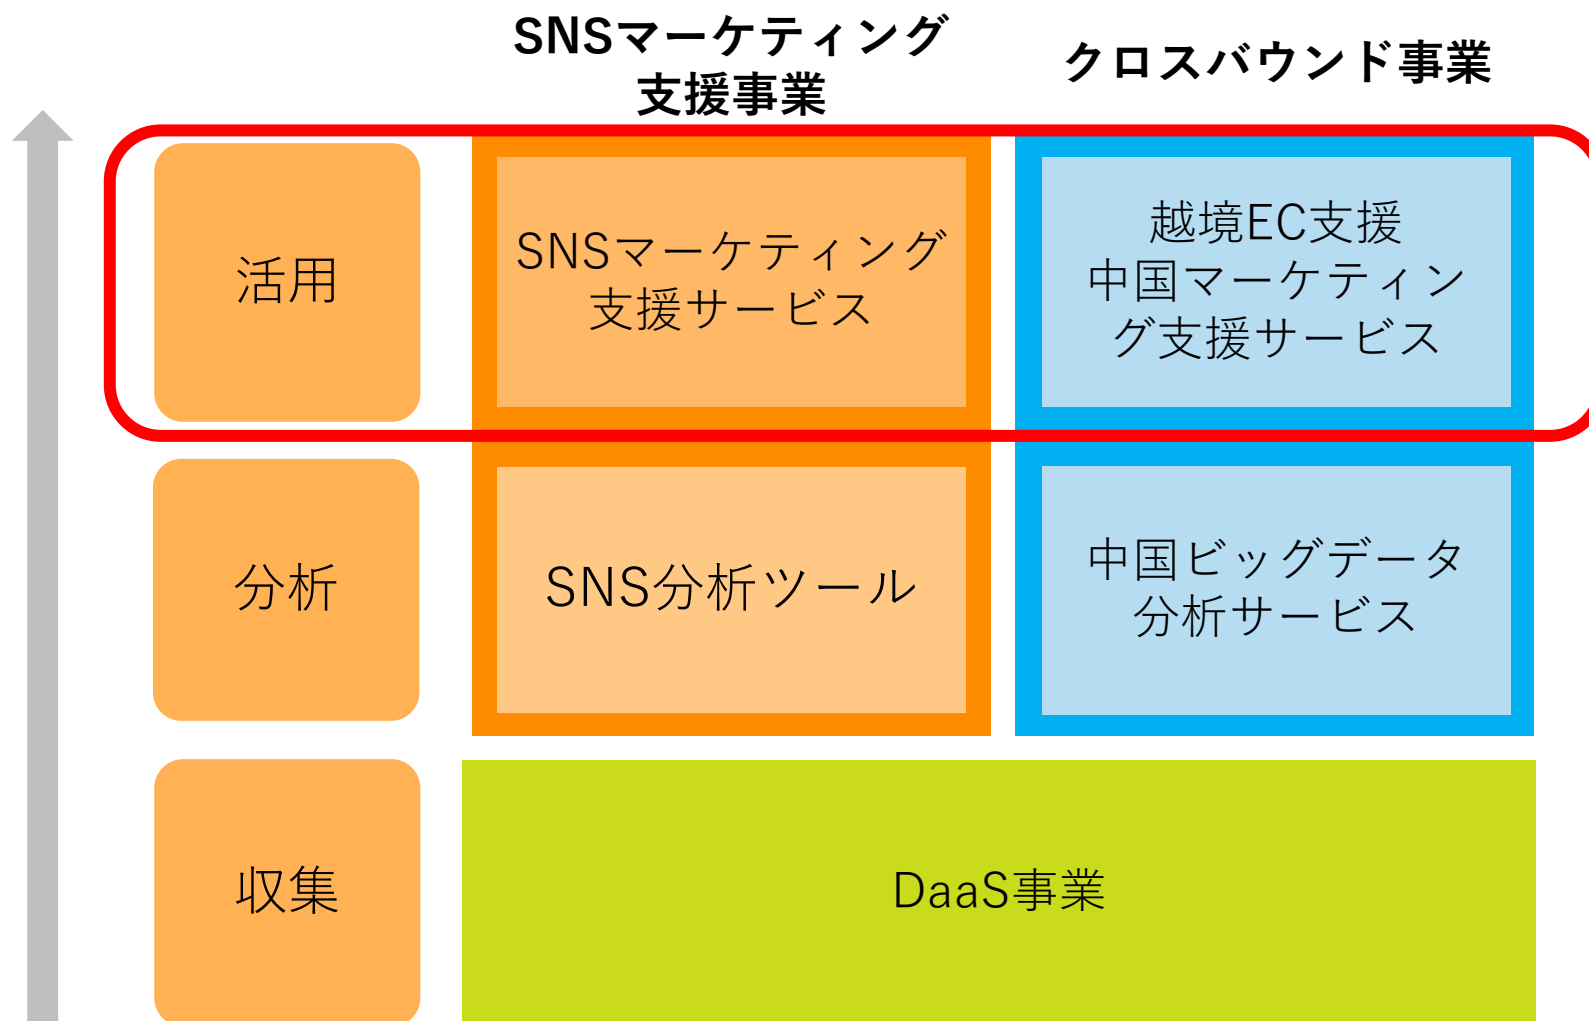 SNSマーケティング
支援事業
クロスバウンド事業
活用
SNSマーケティング
支援サービス
越境EC支援
中国マーケティン
グ支援サービス
分析
SNS分析ツール
中国ビッグデータ
分析サービス
収集
DaaS事業